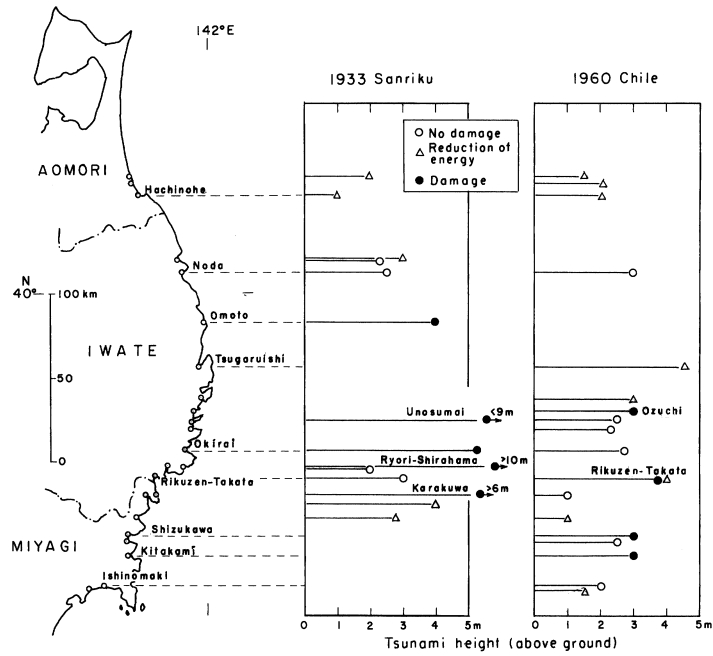 142°E
1933 Sanriku
1960 Chile
No damage
Reduction of
energy
Damage
AOMORI
Hachinohe
Noda
N
40°
100 km
Omoto
IWATE
Tsugaruishi
50
Unosumai
<9m
Ozuchi
Okirai
0
Ryori-Shirahama
>10m
Rikuzen-Takata
Rikuzen-Takata
Karakuwa
>6m
Shizukawa
MIYAGI
Kitakami
Ishinomaki
0 1 2 3 4 5m
0 1 2 3 4 5m
Tsunami height (above ground)